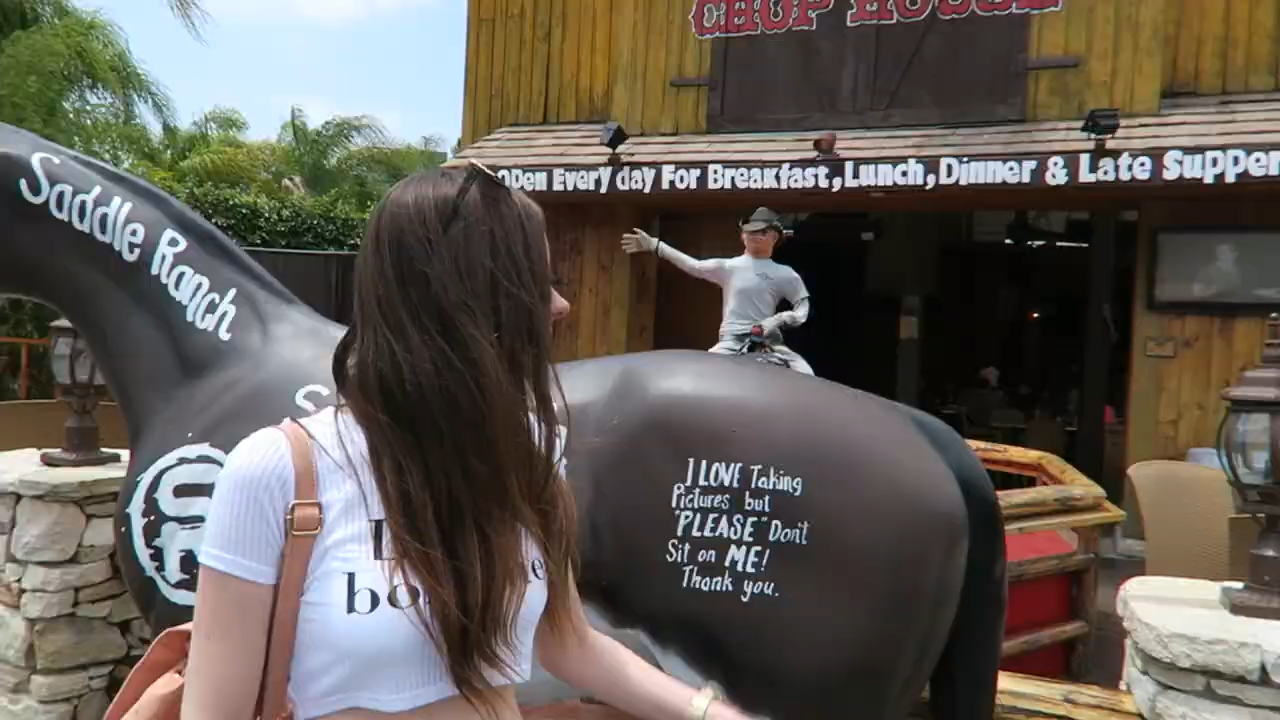 CHOP HOUSE
Open Every day For Breakfast, Lunch, Dinner & Late Supper
Saddle Ranch
S
SR
I LOVE Taking
Pictures but
"PLEASE" Don't
Sit on ME!
Thank you.